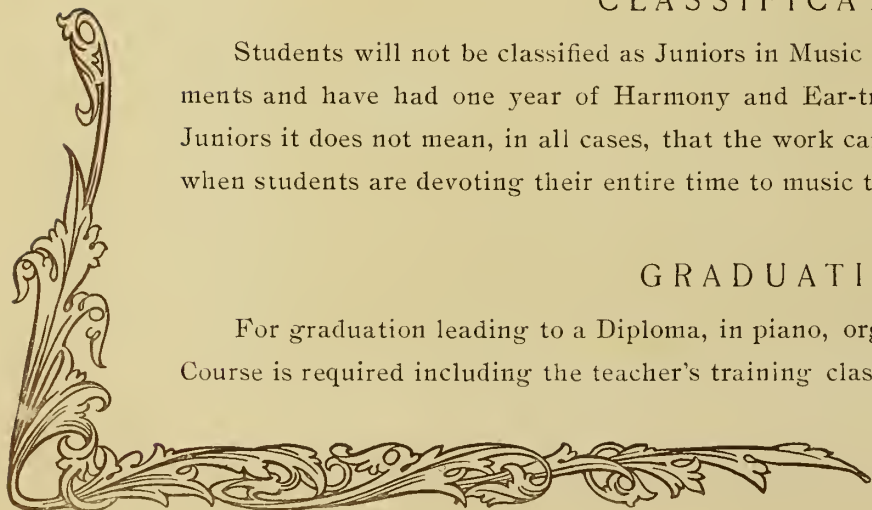 CLASSIFICA
Students will not be classified as Juniors in Music
ments and have had one year of Harmony and Ear-tr
Juniors it does not mean, in all cases, that the work ca
when students are devoting their entire time to music t
GRADUATI
For graduation leading to a Diploma, in piano, org
Course is required including the teacher's training clas